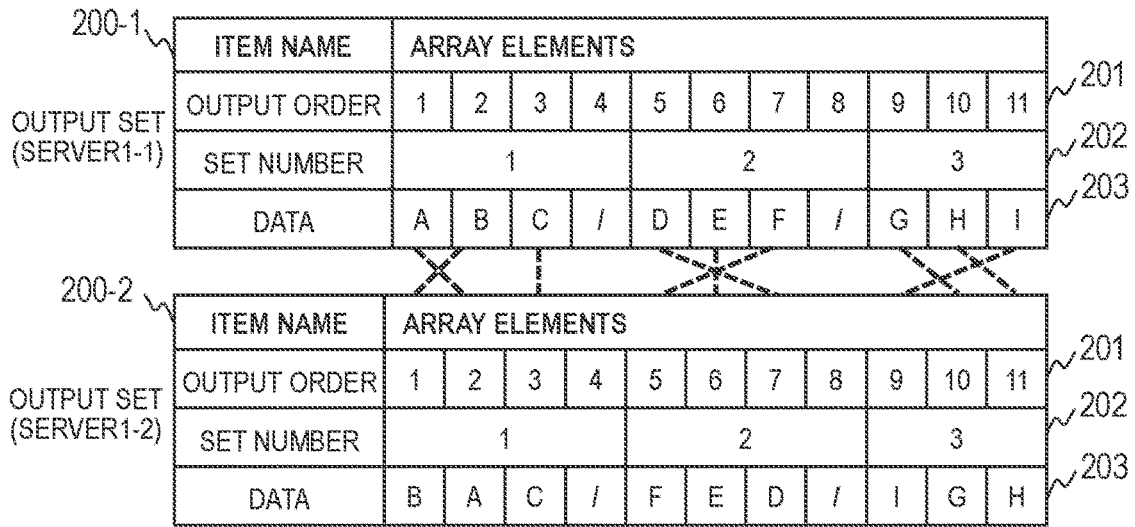 200-1
ITEM NAME ARRAY ELEMENTS
OUTPUT SET (SERVER1-1)
OUTPUT ORDER 1 2 3 4 5 6 7 8 9 10 11 201
SET NUMBER 1 2 3 202
DATA A B C / D E F / G H I 203
200-2
ITEM NAME ARRAY ELEMENTS
OUTPUT SET (SERVER1-2)
OUTPUT ORDER 1 2 3 4 5 6 7 8 9 10 11 201
SET NUMBER 1 2 3 202
DATA B A C / F E D / I G H 203